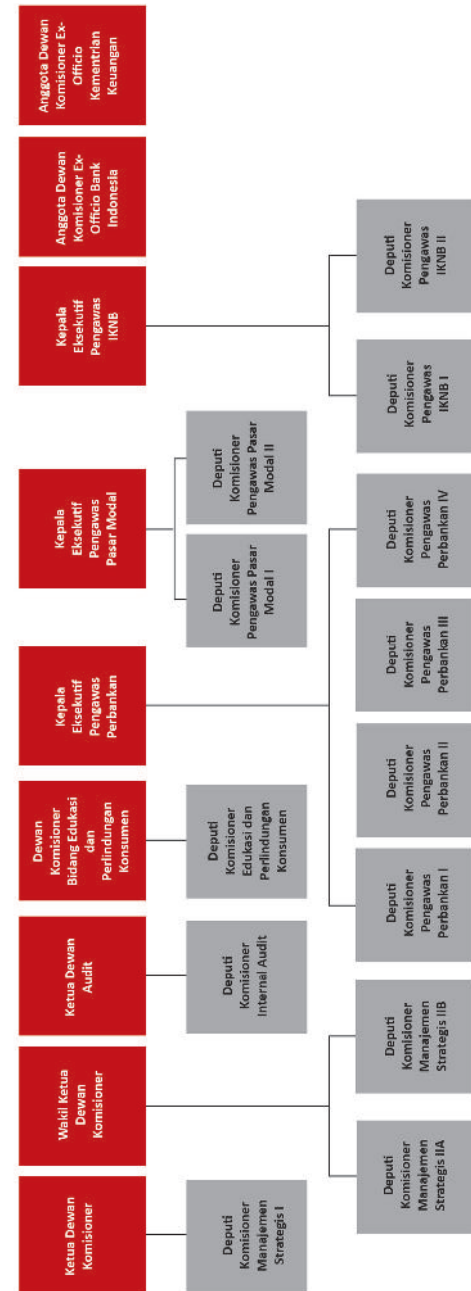 Ketua Dewan
Komisioner
Wakil Ketua
Dewan
Komisioner
Ketua Dewan
Audit
Dewan
Komisioner
Bidang Edukasi
dan
Perlindungan
Konsumen
Kepala
Eksekutif
Pengawas
Perbankan
Kepala
Eksekutif
Pengawas
Pasar Modal
Kepala
Eksekutif
Pengawas
IKNB
Anggota Dewan
Komisioner Ex-
Officio Bank
Indonesia
Anggota Dewan
Komisioner Ex-
Officio
Kementrian
Keuangan
Deputi
Komisioner
Manajemen
Strategis I
Deputi
Komisioner
Internal Audit
Deputi
Komisioner
Edukasi dan
Perlindungan
Konsumen
Deputi
Komisioner
Pengawas Pasar
Modal I
Deputi
Komisioner
Pengawas Pasar
Modal II
Deputi
Komisioner
Manajemen
Strategis IIA
Deputi
Komisioner
Manajemen
Strategis IIB
Deputi
Komisioner
Pengawas
Perbankan I
Deputi
Komisioner
Pengawas
Perbankan II
Deputi
Komisioner
Pengawas
Perbankan III
Deputi
Komisioner
Pengawas
Perbankan IV
Deputi
Komisioner
Pengawas
IKNB I
Deputi
Komisioner
Pengawas
IKNB II